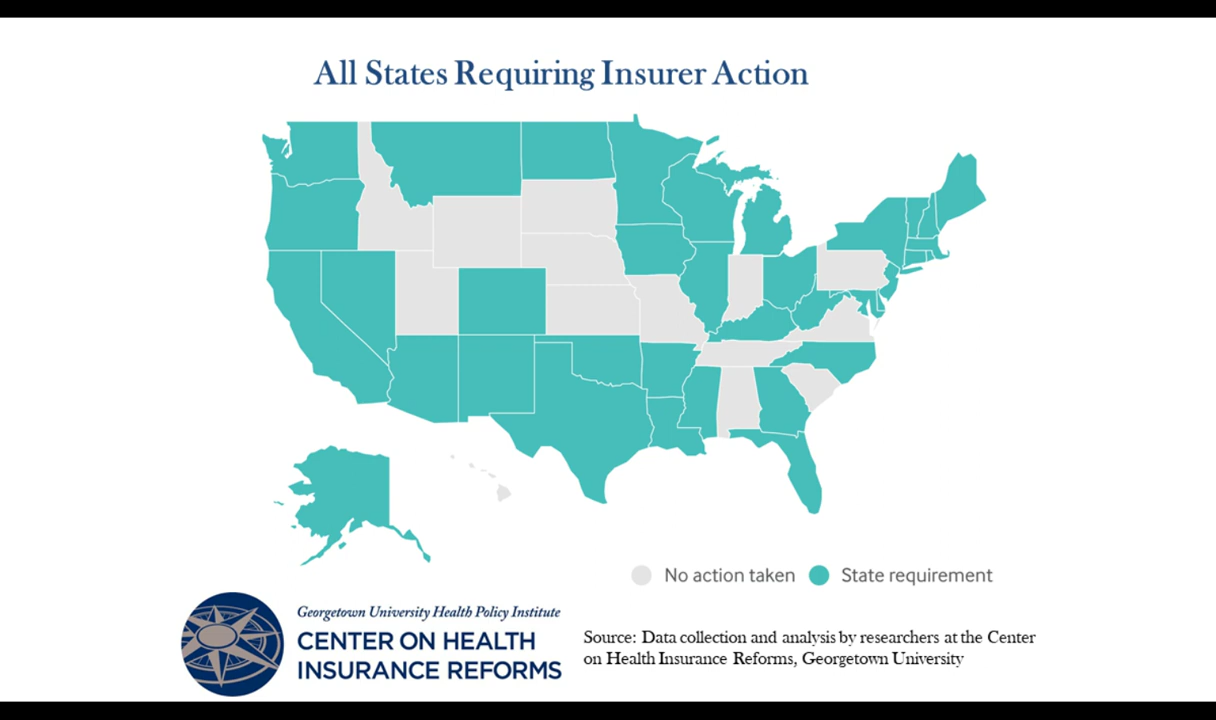 All States Requiring Insurer Action
No action taken
State requirement
Georgetown University Health Policy Institute
CENTER ON HEALTH
INSURANCE REFORMS
Source: Data collection and analysis by researchers at the Center
on Health Insurance Reforms, Georgetown University